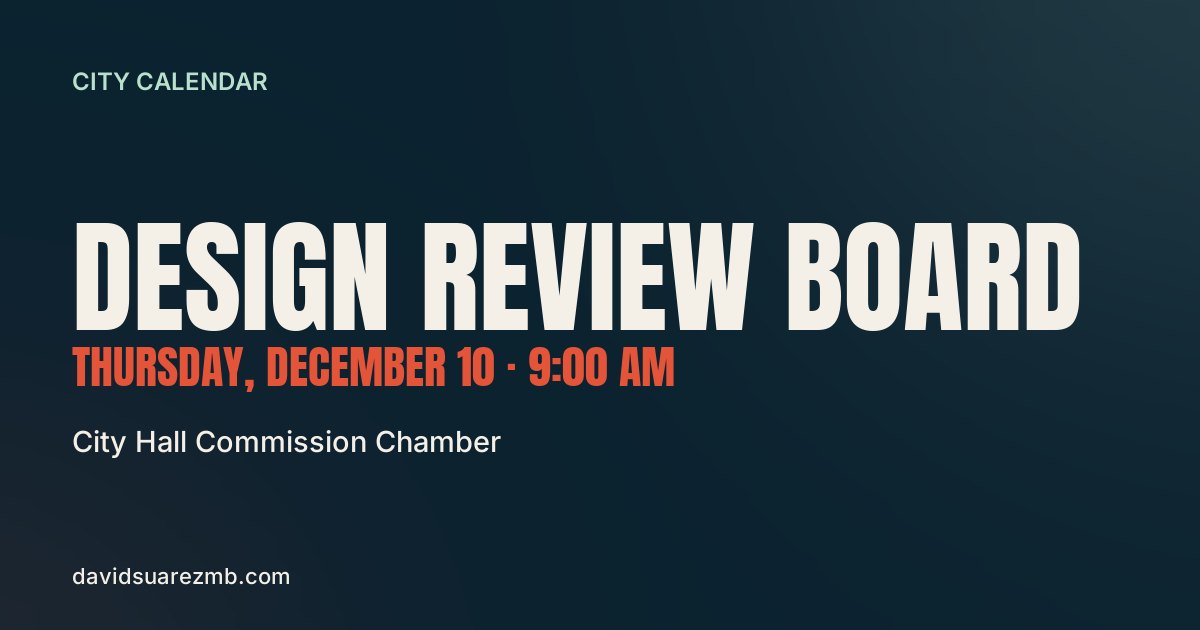 CITY CALENDAR
DESIGN REVIEW BOARD
THURSDAY, DECEMBER 10 · 9:00 AM
City Hall Commission Chamber
davidsuarezmb.com